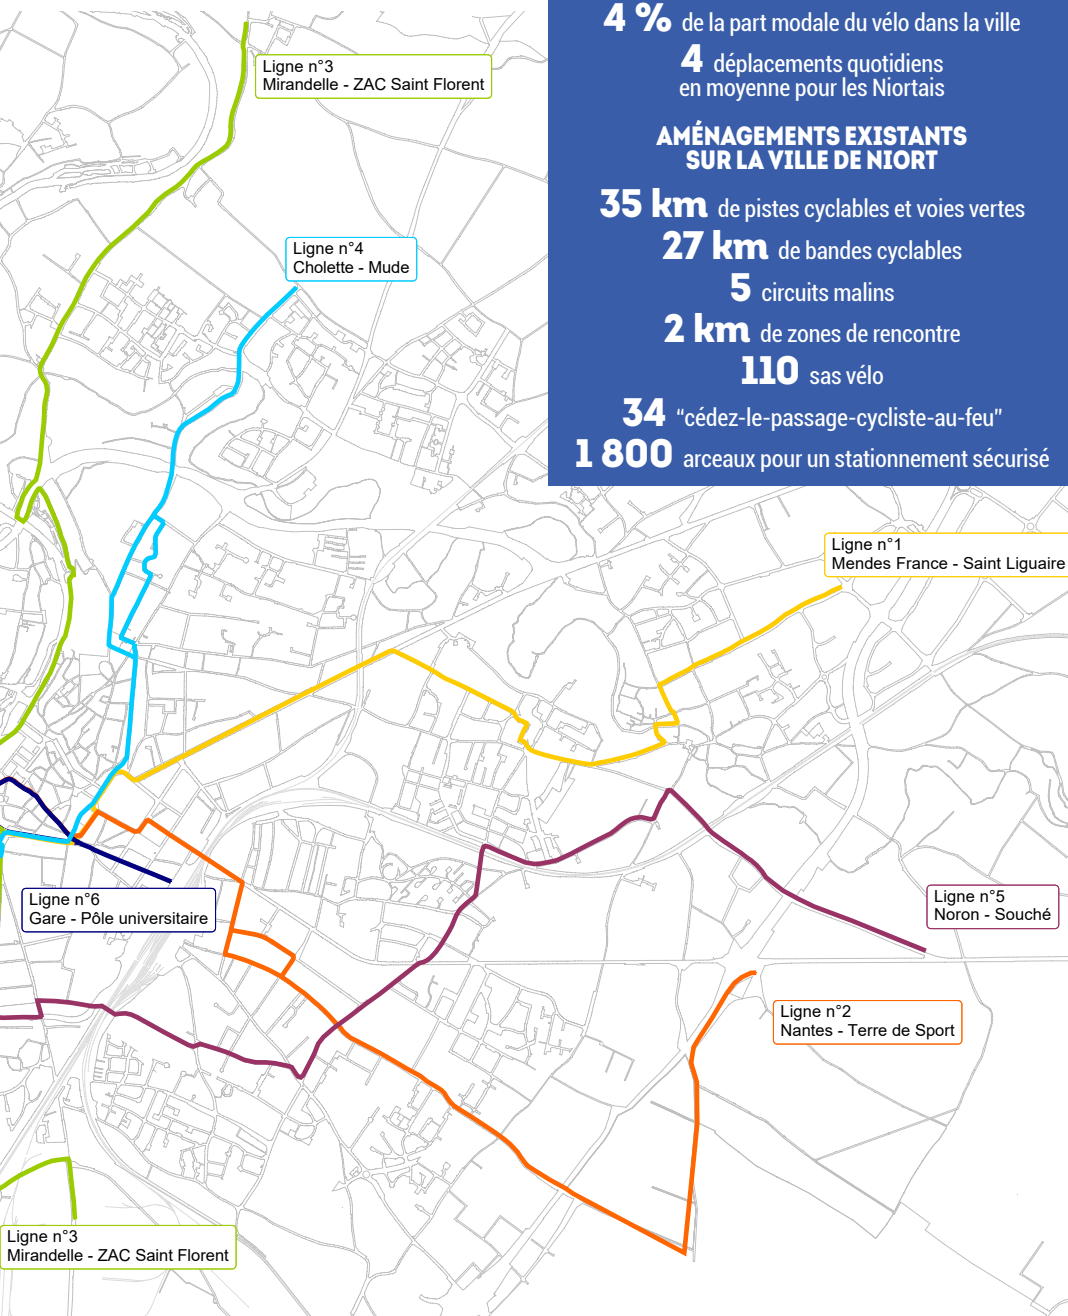 4 % de la part modale du vélo dans la ville
4 déplacements quotidiens
en moyenne pour les Niortais
AMÉNAGEMENTS EXISTANTS
SUR LA VILLE DE NIORT
35 km de pistes cyclables et voies vertes
27 km de bandes cyclables
5 circuits malins
2 km de zones de rencontre
110 sas vélo
34 “cédez-le-passage-cycliste-au-feu”
1 800 arceaux pour un stationnement sécurisé
Ligne n°3
Mirandelle - ZAC Saint Florent
Ligne n°4
Cholette - Mude
Ligne n°1
Mendes France - Saint Liguaire
Ligne n°6
Gare - Pôle universitaire
Ligne n°5
Noron - Souché
Ligne n°2
Nantes - Terre de Sport
Ligne n°3
Mirandelle - ZAC Saint Florent